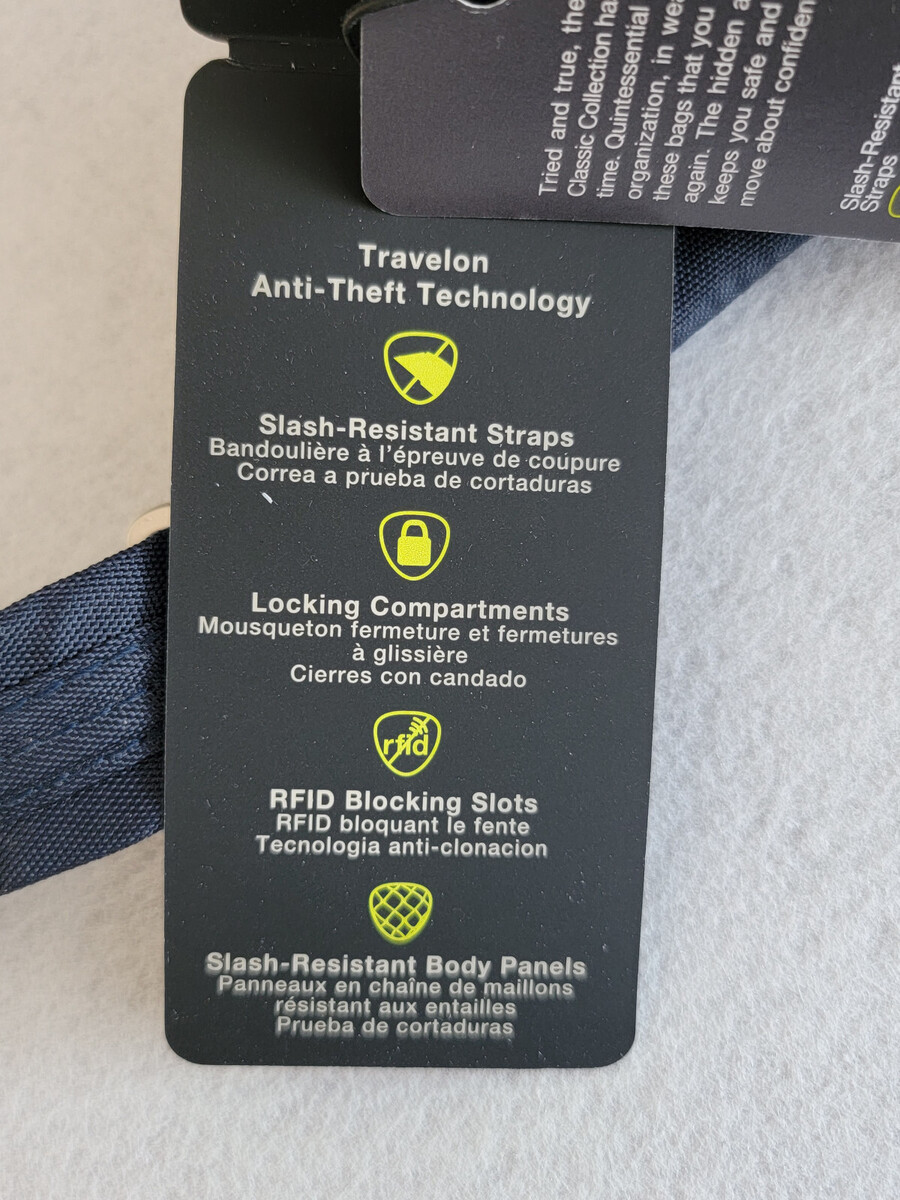 Travelon
Anti-Theft Technology
Slash-Resistant Straps
Bandoulière à l'épreuve de coupure
Correa a prueba de cortaduras
Locking Compartments
Mousqueton fermeture et fermetures
à glissière
Cierres con candado
rfid
RFID Blocking Slots
RFID bloquant le fente
Tecnologia anti-clonacion
Slash-Resistant Body Panels
Panneaux en chaîne de maillons
résistant aux entailles
Prueba de cortaduras
Tried and true, the
Classic Collection ha
time. Quintessential
organization, in wea
these bags that you
again. The hidden a
keeps you safe and
move about confiden
Slash-Resistant
Straps